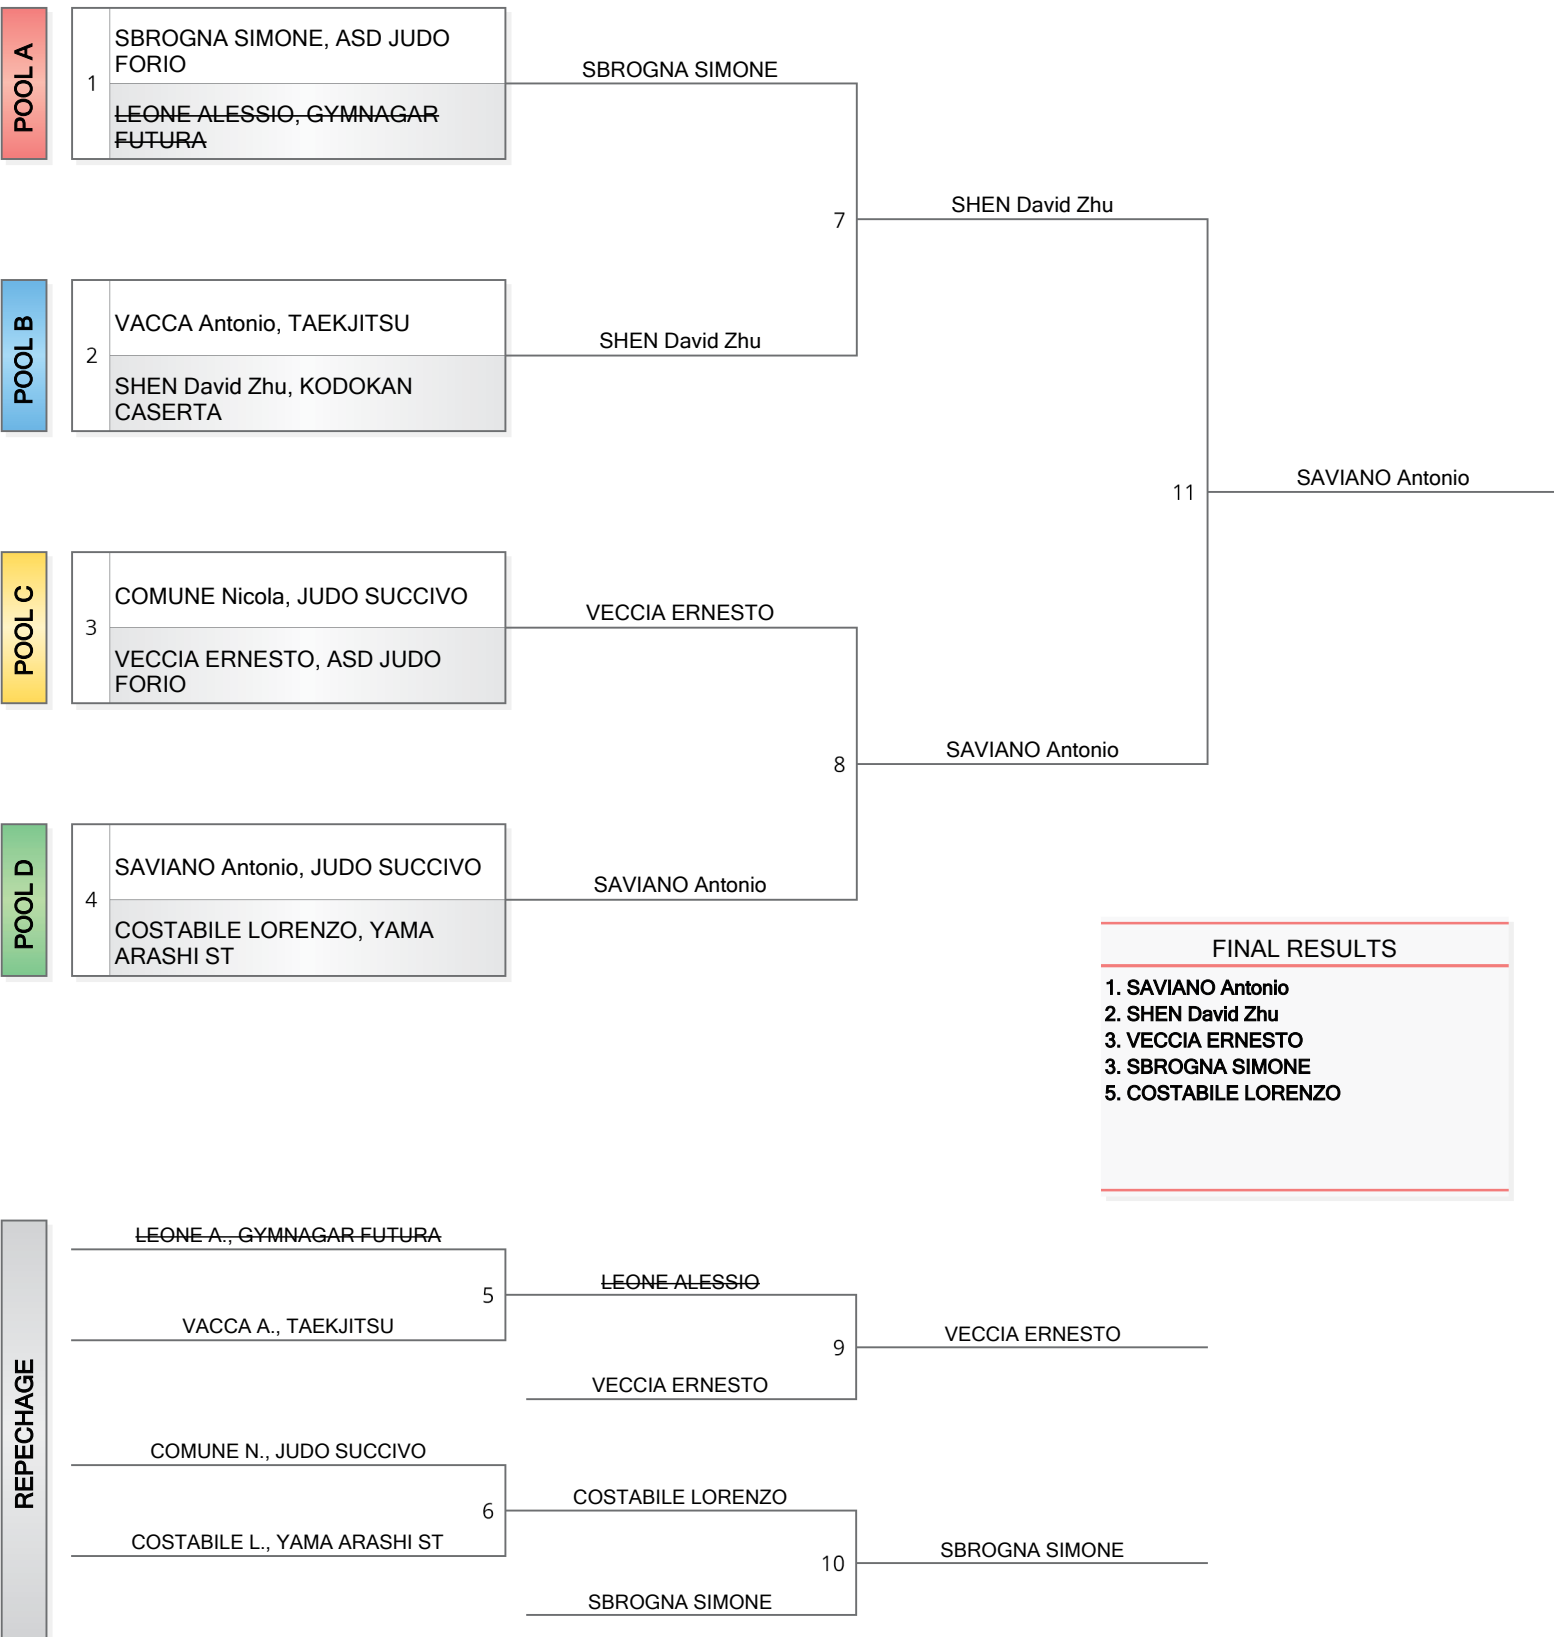 POOL A
1
SBROGNA SIMONE, ASD JUDO
FORIO
LEONE ALESSIO, GYMNAGAR
FUTURA
SBROGNA SIMONE
7
SHEN David Zhu
POOL B
2
VACCA Antonio, TAEKJITSU
SHEN David Zhu, KODOKAN
CASERTA
SHEN David Zhu
11
SAVIANO Antonio
POOL C
3
COMUNE Nicola, JUDO SUCCIVO
VECCIA ERNESTO, ASD JUDO
FORIO
VECCIA ERNESTO
8
SAVIANO Antonio
POOL D
4
SAVIANO Antonio, JUDO SUCCIVO
COSTABILE LORENZO, YAMA
ARASHI ST
SAVIANO Antonio
FINAL RESULTS
1. SAVIANO Antonio
2. SHEN David Zhu
3. VECCIA ERNESTO
3. SBROGNA SIMONE
5. COSTABILE LORENZO
REPECHAGE
LEONE A., GYMNAGAR FUTURA
5
VACCA A., TAEKJITSU
LEONE ALESSIO
9
VECCIA ERNESTO
VECCIA ERNESTO
COMUNE N., JUDO SUCCIVO
6
COSTABILE L., YAMA ARASHI ST
COSTABILE LORENZO
10
SBROGNA SIMONE
SBROGNA SIMONE